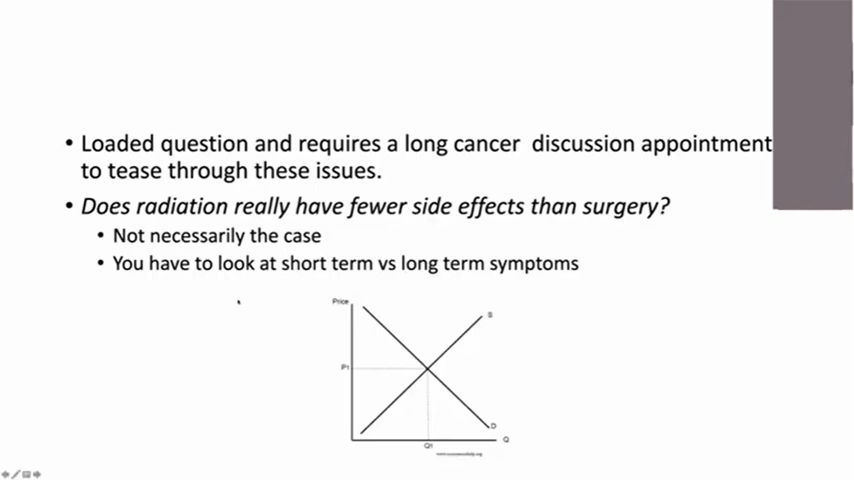 • Loaded question and requires a long cancer discussion appointment
to tease through these issues.
• Does radiation really have fewer side effects than surgery?
• Not necessarily the case
• You have to look at short term vs long term symptoms
Price
S
P1
D
Q
Q1